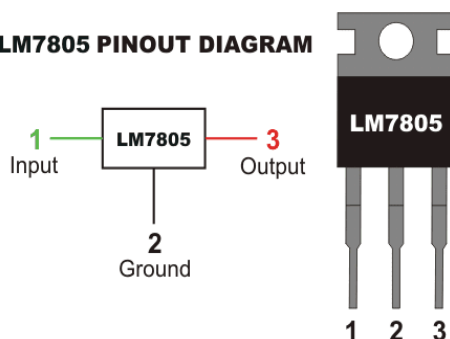 LM7805 PINOUT DIAGRAM
LM7805
1
Input
3
Output
2
Ground
LM7805
1 2 3